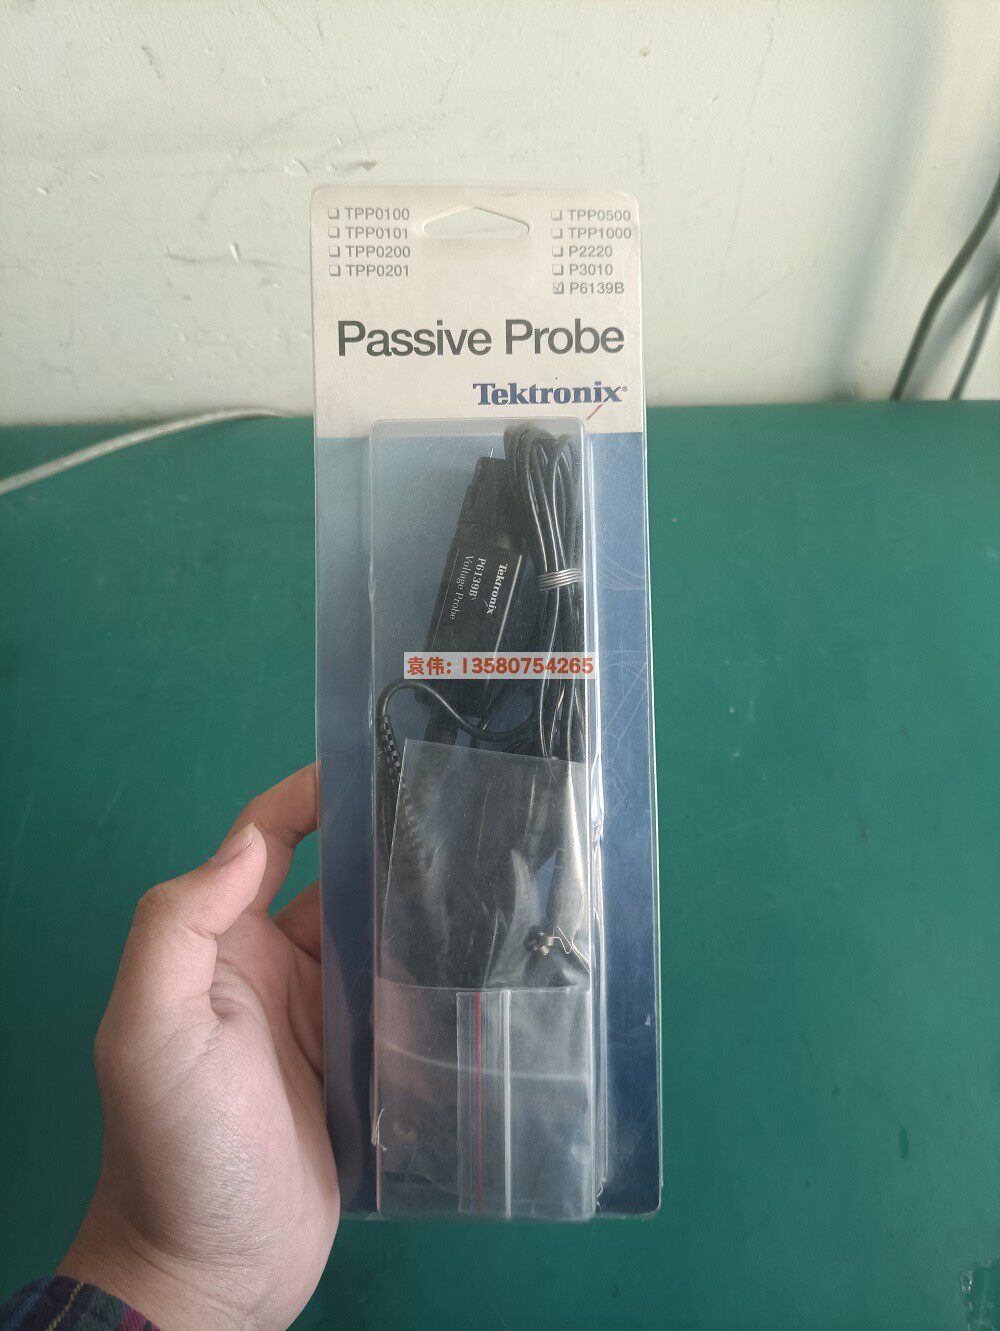 ☐ TPP0100
☐ TPP0101
☐ TPP0200
☐ TPP0201
☐ TPP0500
☐ TPP1000
☐ P2220
☐ P3010
☑ P6139B
Passive Probe
Tektronix®
Tektronix
P6139B
Voltage Probe
袁伟: 13580754265